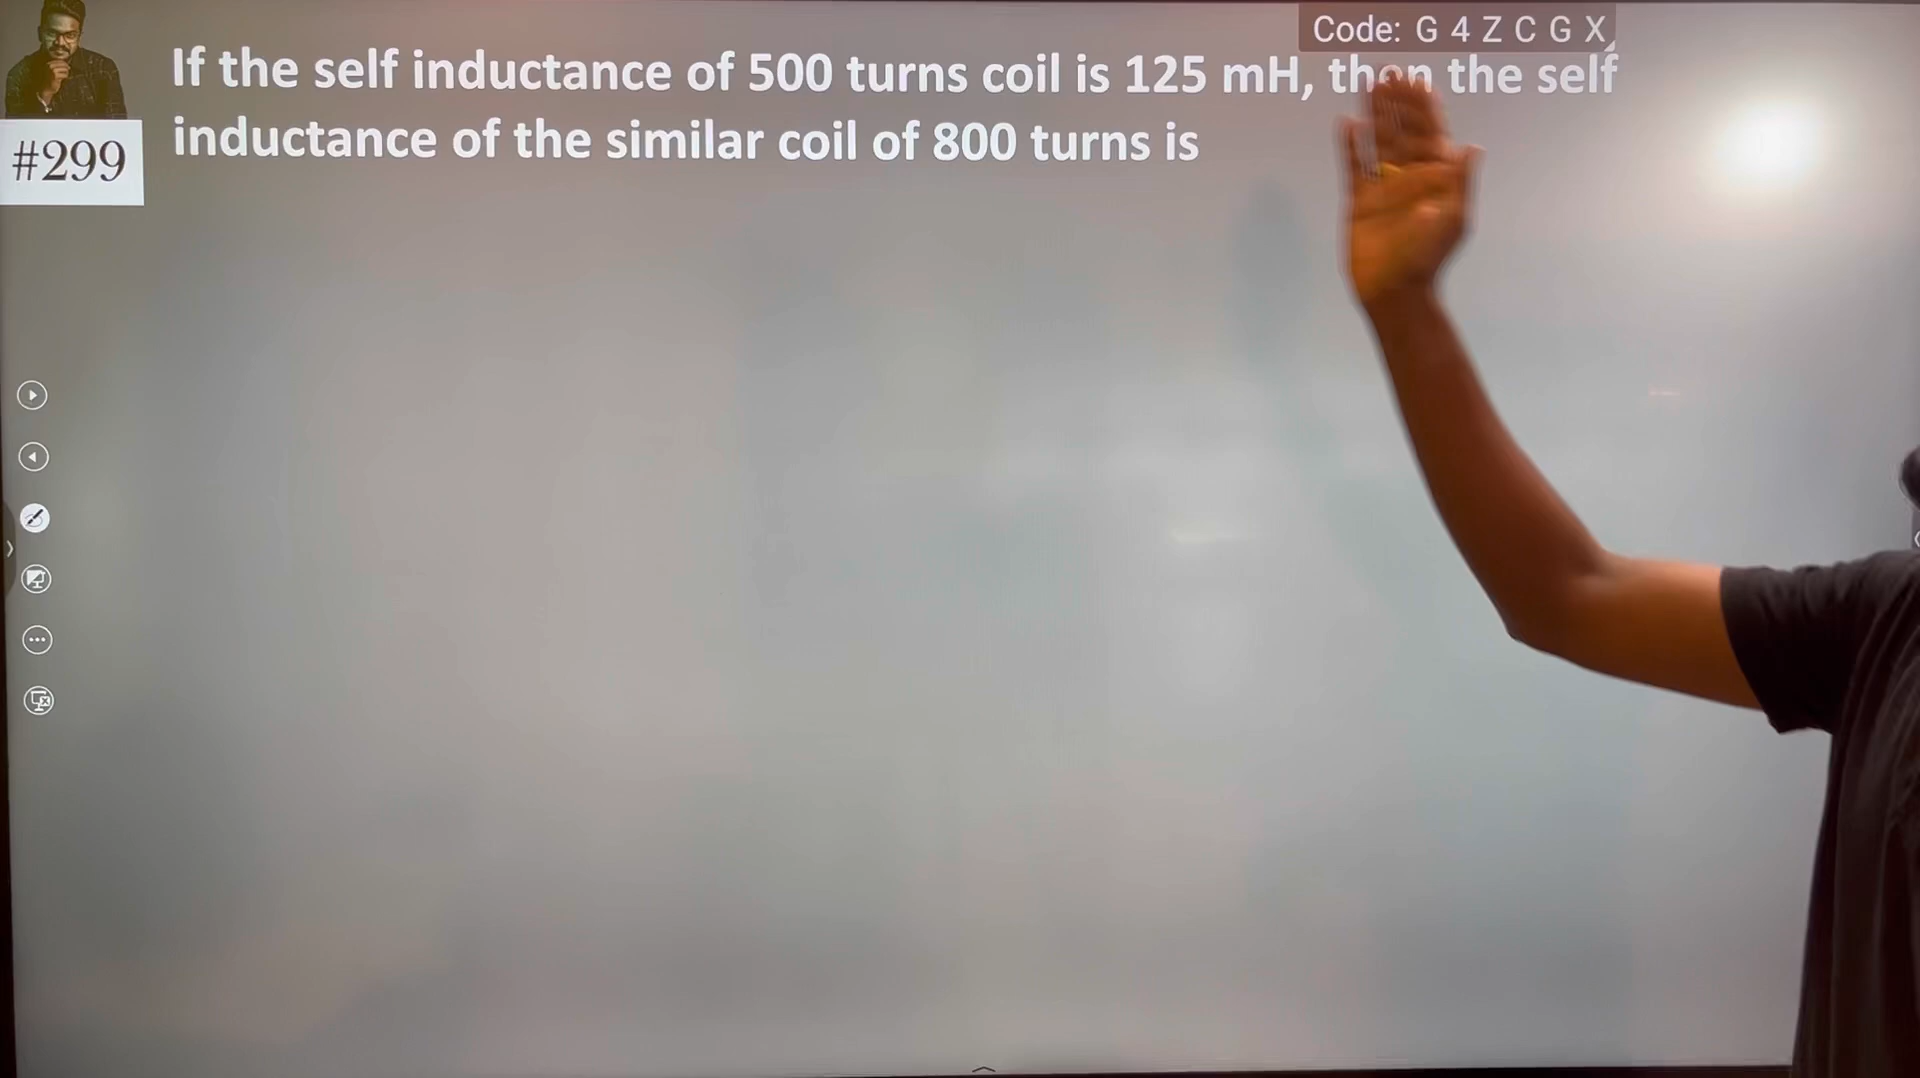 Code: G 4 Z C G X
If the self inductance of 500 turns coil is 125 mH, then the self
inductance of the similar coil of 800 turns is
#299